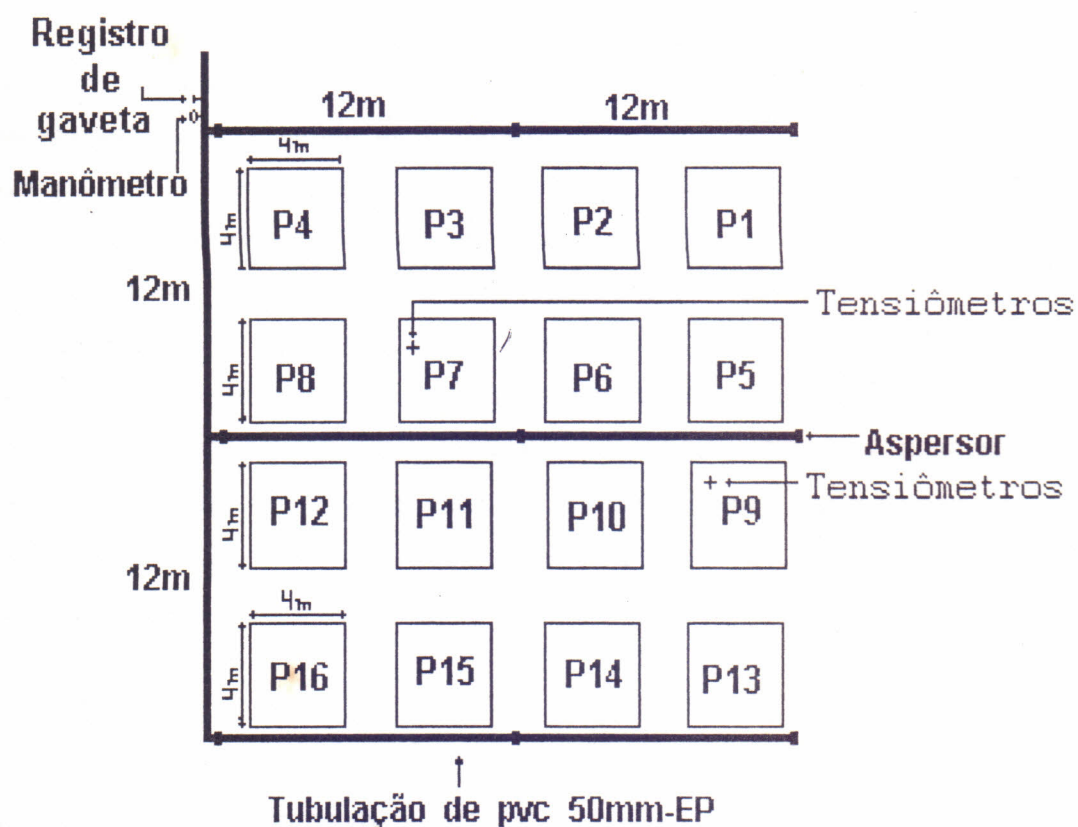 Registro
de
gaveta
Manômetro
12m 12m
4m
4m
P4 P3 P2 P1
12m
Tensiômetros
4m
P8 P7 P6 P5
Aspersor
Tensiômetros
4m
P12 P11 P10 P9
12m
4m
4m
P16 P15 P14 P13
Tubulação de pvc 50mm-EP